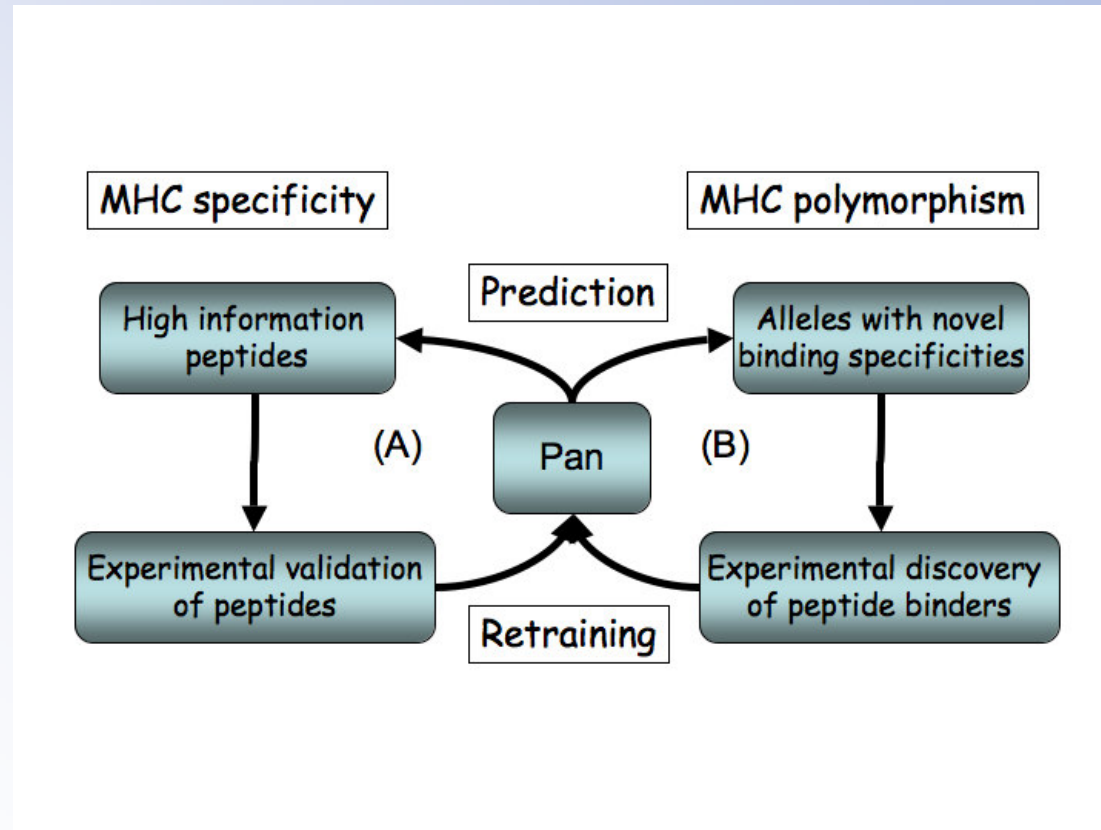 MHC specificity
MHC polymorphism
Prediction
High information
peptides
Alleles with novel
binding specificities
(A)
Pan
(B)
Experimental validation
of peptides
Experimental discovery
of peptide binders
Retraining